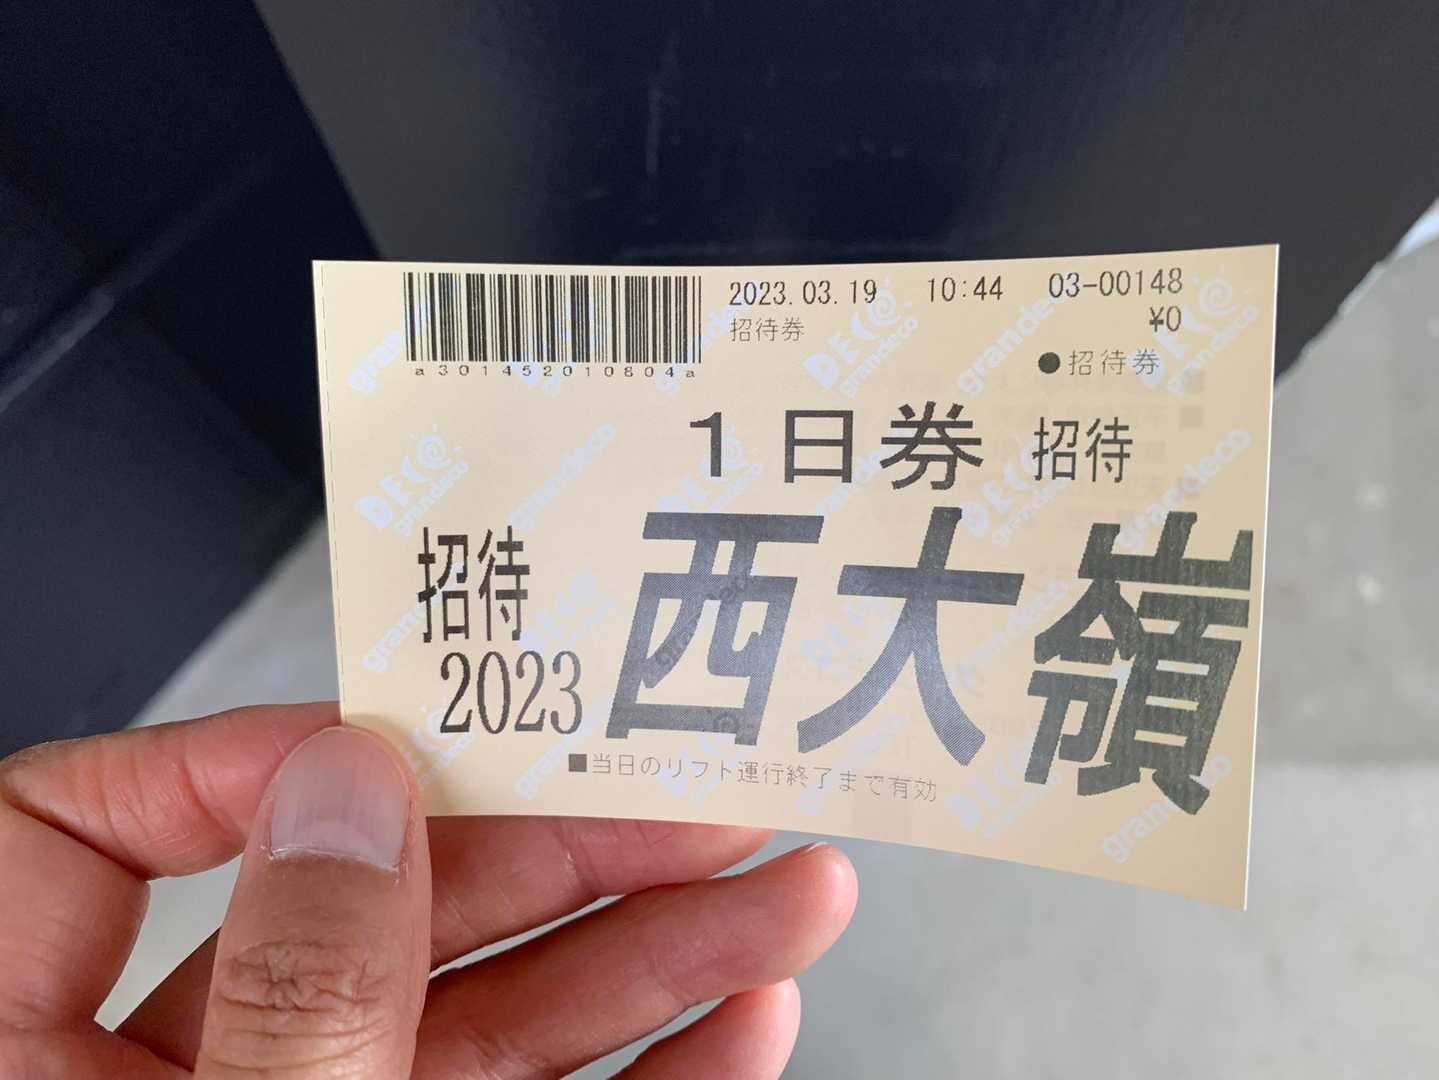 2023.03.19 10:44 03-00148
招待券 ¥0
a301452010804a
●招待券
1日券 招待
西大嶺
招待
2023
■当日のリフト運行終了まで有効
DECO
grandeco